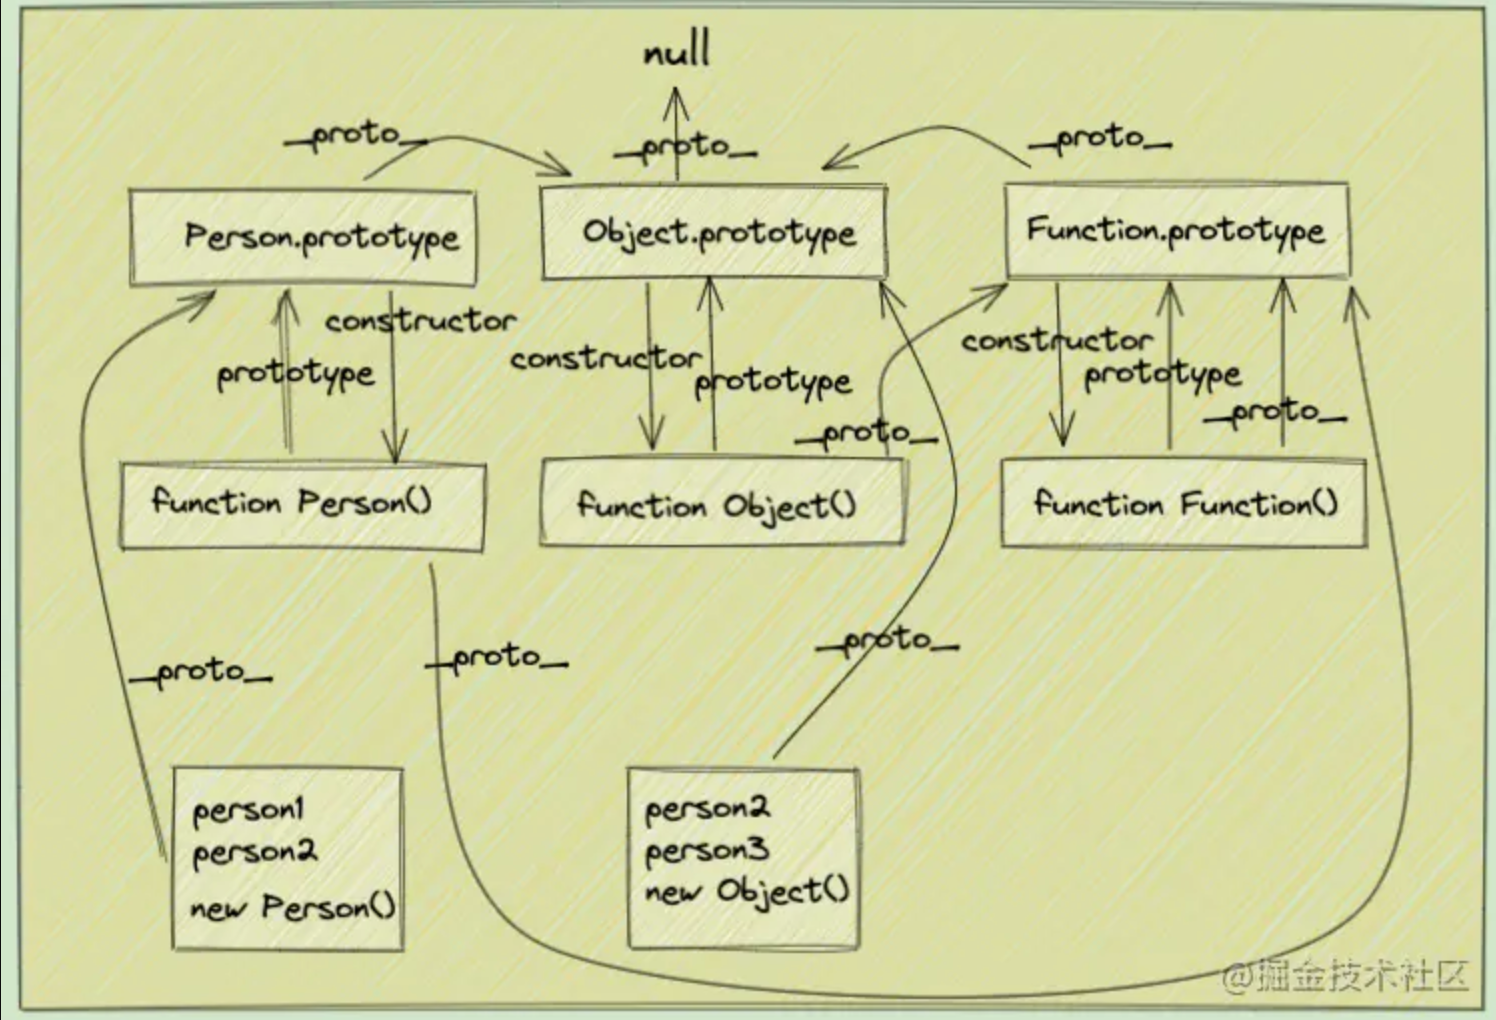 null
_proto_
_proto_
_proto_
Person.prototype
Object.prototype
Function.prototype
constructor
prototype
constructor
prototype
_proto_
constructor
prototype
_proto_
function Person()
function Object()
function Function()
_proto_
_proto_
_proto_
person1
person2
new Person()
person2
person3
new Object()
@掘金技术社区